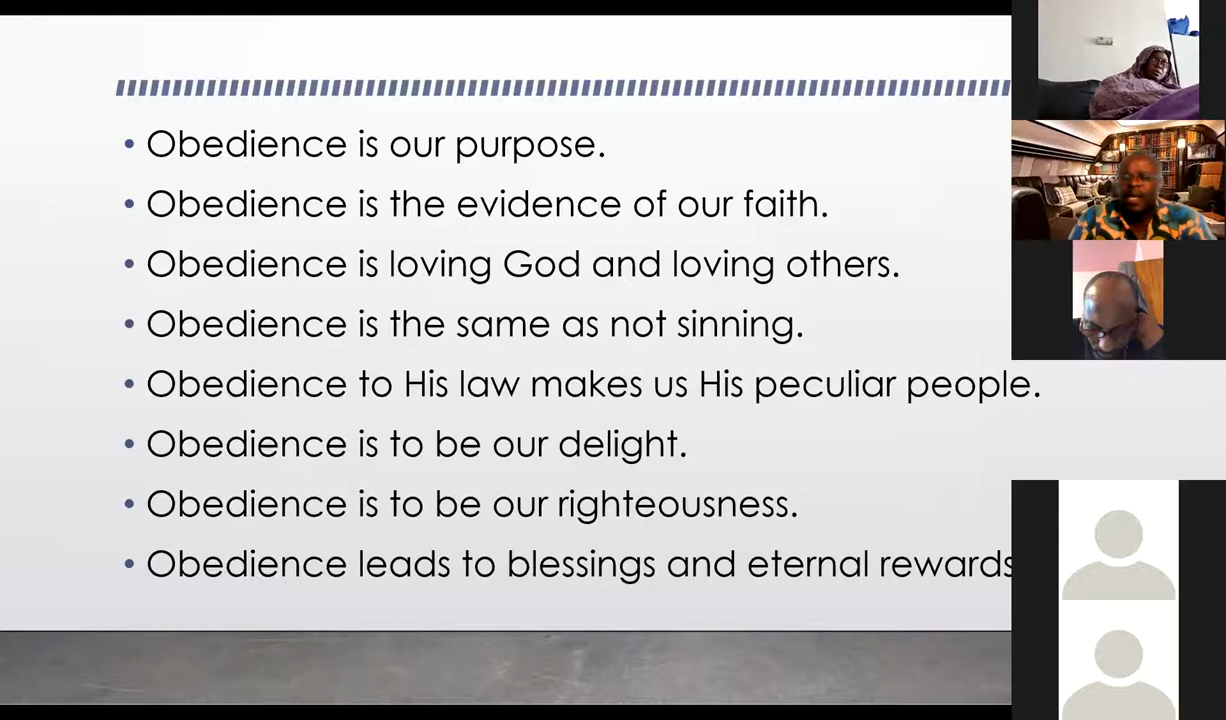 • Obedience is our purpose.
• Obedience is the evidence of our faith.
• Obedience is loving God and loving others.
• Obedience is the same as not sinning.
• Obedience to His law makes us His peculiar people.
• Obedience is to be our delight.
• Obedience is to be our righteousness.
• Obedience leads to blessings and eternal rewards